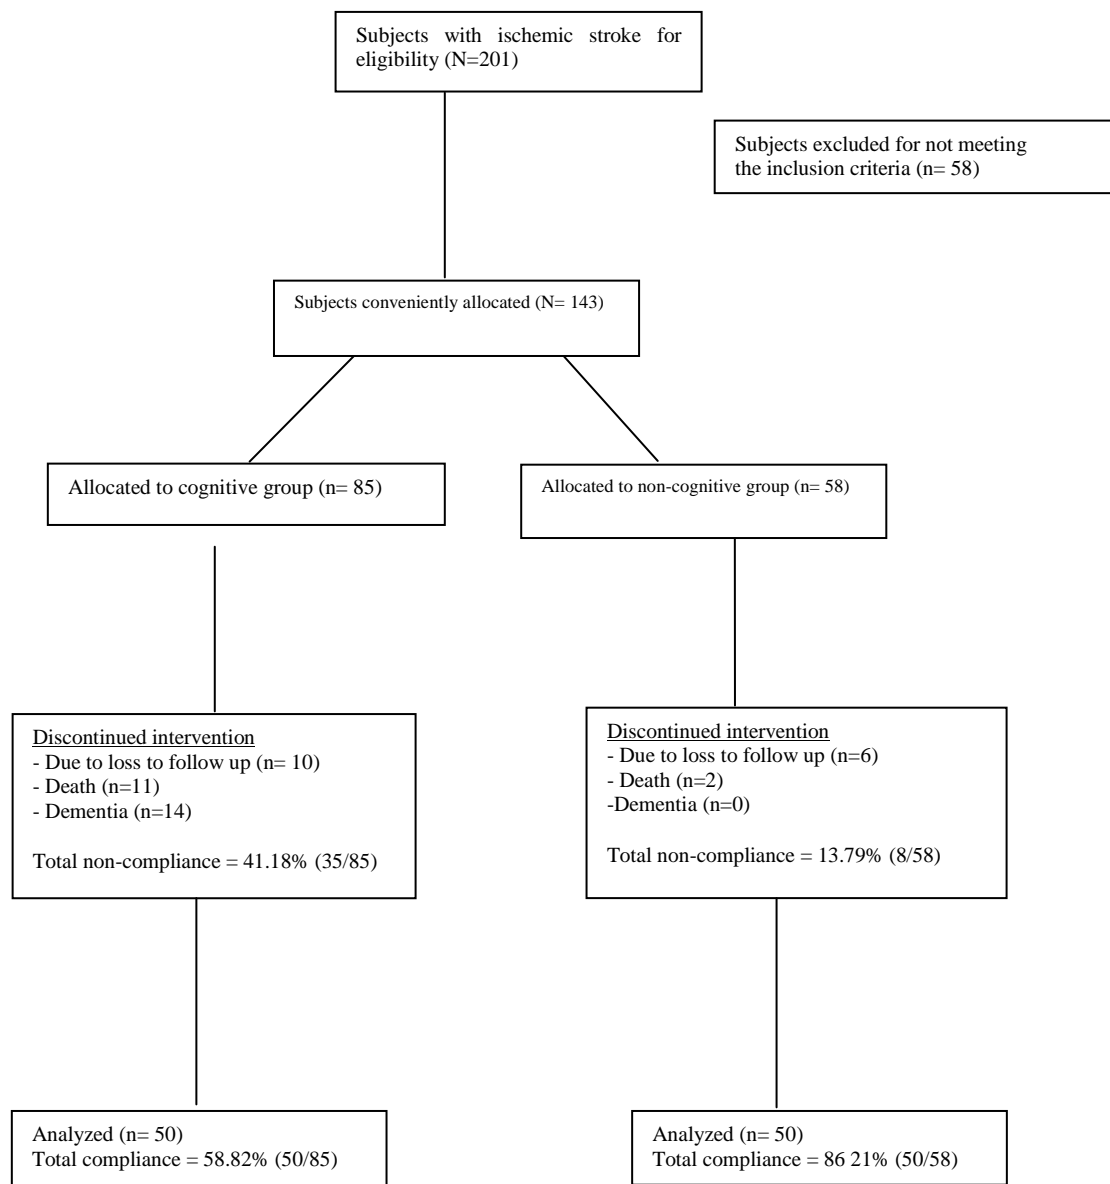 Subjects with ischemic stroke for
eligibility (N=201)
Subjects excluded for not meeting
the inclusion criteria (n= 58)
Subjects conveniently allocated (N= 143)
Allocated to cognitive group (n= 85)
Allocated to non-cognitive group (n= 58)
Discontinued intervention
- Due to loss to follow up (n= 10)
- Death (n=11)
- Dementia (n=14)
Total non-compliance = 41.18% (35/85)
Discontinued intervention
- Due to loss to follow up (n=6)
- Death (n=2)
-Dementia (n=0)
Total non-compliance = 13.79% (8/58)
Analyzed (n= 50)
Total compliance = 58.82% (50/85)
Analyzed (n= 50)
Total compliance = 86 21% (50/58)